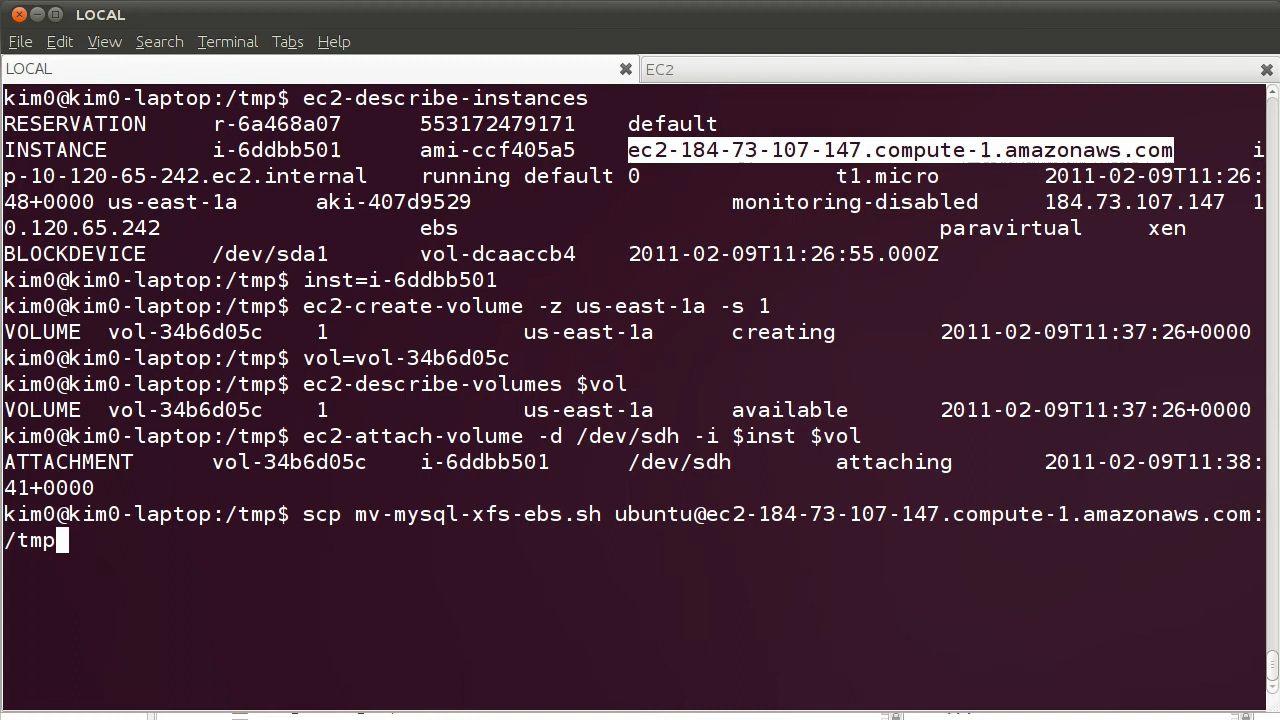 LOCAL
File Edit View Search Terminal Tabs Help
LOCAL EC2
kim0@kim0-laptop:/tmp$ ec2-describe-instances
RESERVATION r-6a468a07 553172479171 default
INSTANCE i-6ddbb501 ami-ccf405a5 ec2-184-73-107-147.compute-1.amazonaws.com i
p-10-120-65-242.ec2.internal running default 0 t1.micro 2011-02-09T11:26:
48+0000 us-east-1a aki-407d9529 monitoring-disabled 184.73.107.147 1
0.120.65.242 ebs paravirtual xen
BLOCKDEVICE /dev/sda1 vol-dcaaccb4 2011-02-09T11:26:55.000Z
kim0@kim0-laptop:/tmp$ inst=i-6ddbb501
kim0@kim0-laptop:/tmp$ ec2-create-volume -z us-east-1a -s 1
VOLUME vol-34b6d05c 1 us-east-1a creating 2011-02-09T11:37:26+0000
kim0@kim0-laptop:/tmp$ vol=vol-34b6d05c
kim0@kim0-laptop:/tmp$ ec2-describe-volumes $vol
VOLUME vol-34b6d05c 1 us-east-1a available 2011-02-09T11:37:26+0000
kim0@kim0-laptop:/tmp$ ec2-attach-volume -d /dev/sdh -i $inst $vol
ATTACHMENT vol-34b6d05c i-6ddbb501 /dev/sdh attaching 2011-02-09T11:38:
41+0000
kim0@kim0-laptop:/tmp$ scp mv-mysql-xfs-ebs.sh ubuntu@ec2-184-73-107-147.compute-1.amazonaws.com:
/tmp